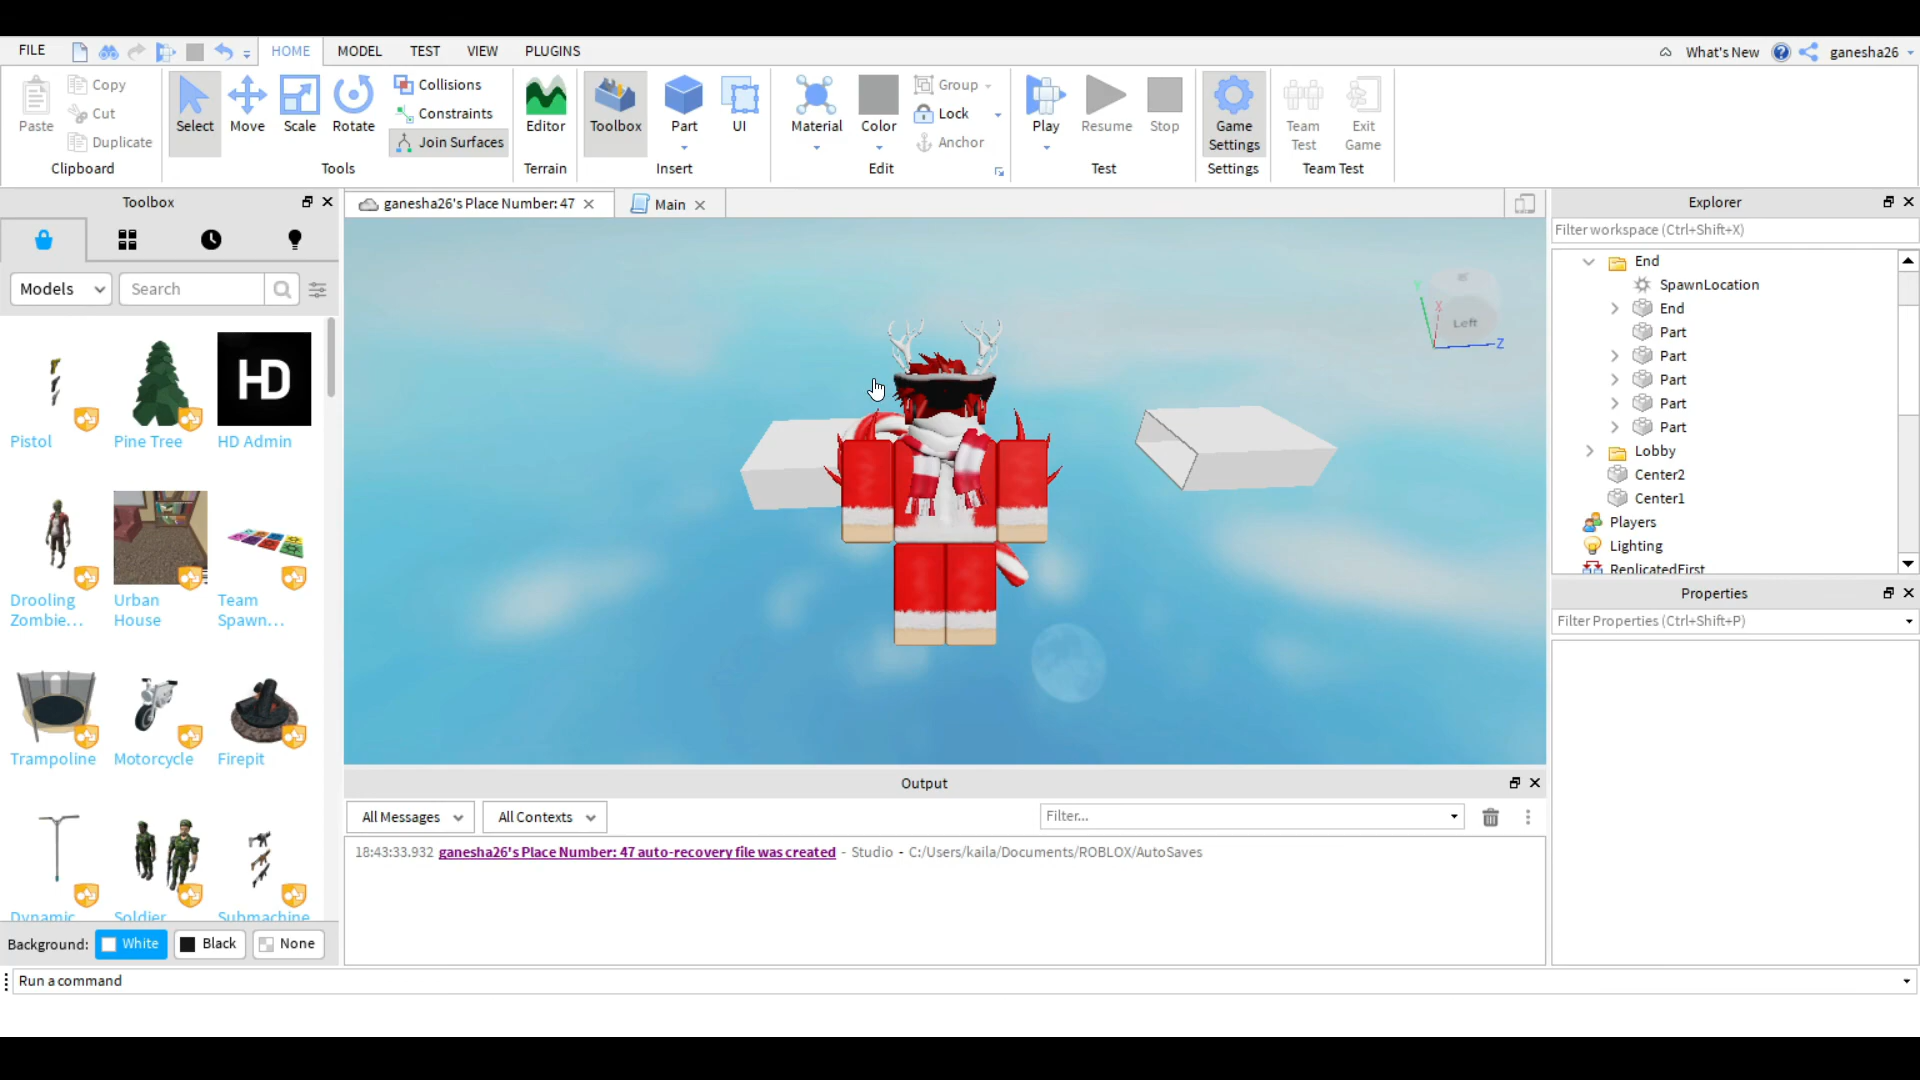 FILE
HOME
MODEL
TEST
VIEW
PLUGINS
What's New
ganesha26
Paste
Copy
Cut
Duplicate
Clipboard
Select
Move
Scale
Rotate
Collisions
Constraints
Join Surfaces
Tools
Editor
Terrain
Toolbox
Part
UI
Insert
Material
Color
Group
Lock
Anchor
Edit
Play
Resume
Stop
Test
Game
Settings
Settings
Team
Test
Exit
Game
Team Test
Toolbox
Models
Search
HD
Pistol
Pine Tree
HD Admin
Drooling
Zombie...
Urban
House
Team
Spawn...
Trampoline
Motorcycle
Firepit
Dynamic
Soldier
Submachine
Background:
White
Black
None
ganesha26's Place Number: 47
Main
Y
X
Z
Left
Output
All Messages
All Contexts
Filter...
18:43:33.932 ganesha26's Place Number: 47 auto-recovery file was created - Studio - C:/Users/kaila/Documents/ROBLOX/AutoSaves
Explorer
Filter workspace (Ctrl+Shift+X)
End
SpawnLocation
End
Part
Part
Part
Part
Part
Lobby
Center2
Center1
Players
Lighting
ReplicatedFirst
Properties
Filter Properties (Ctrl+Shift+P)
Run a command